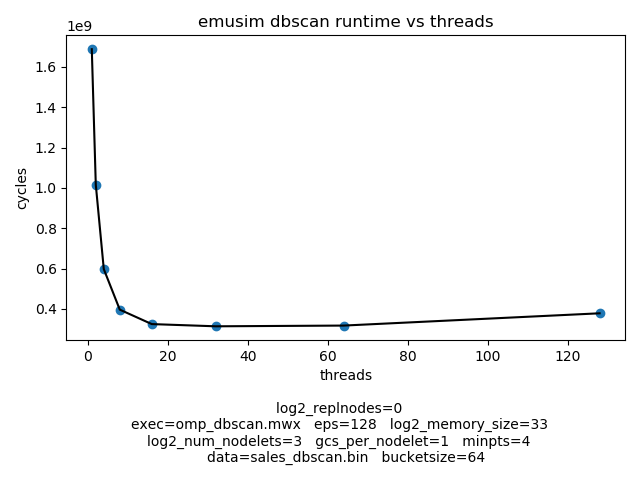 emusim dbscan runtime vs threads
1e9
1.6
1.4
1.2
1.0
0.8
0.6
0.4
cycles
0 20 40 60 80 100 120
threads
log2_replnodes=0
exec=omp_dbscan.mwx eps=128 log2_memory_size=33
log2_num_nodelets=3 gcs_per_nodelet=1 minpts=4
data=sales_dbscan.bin bucketsize=64